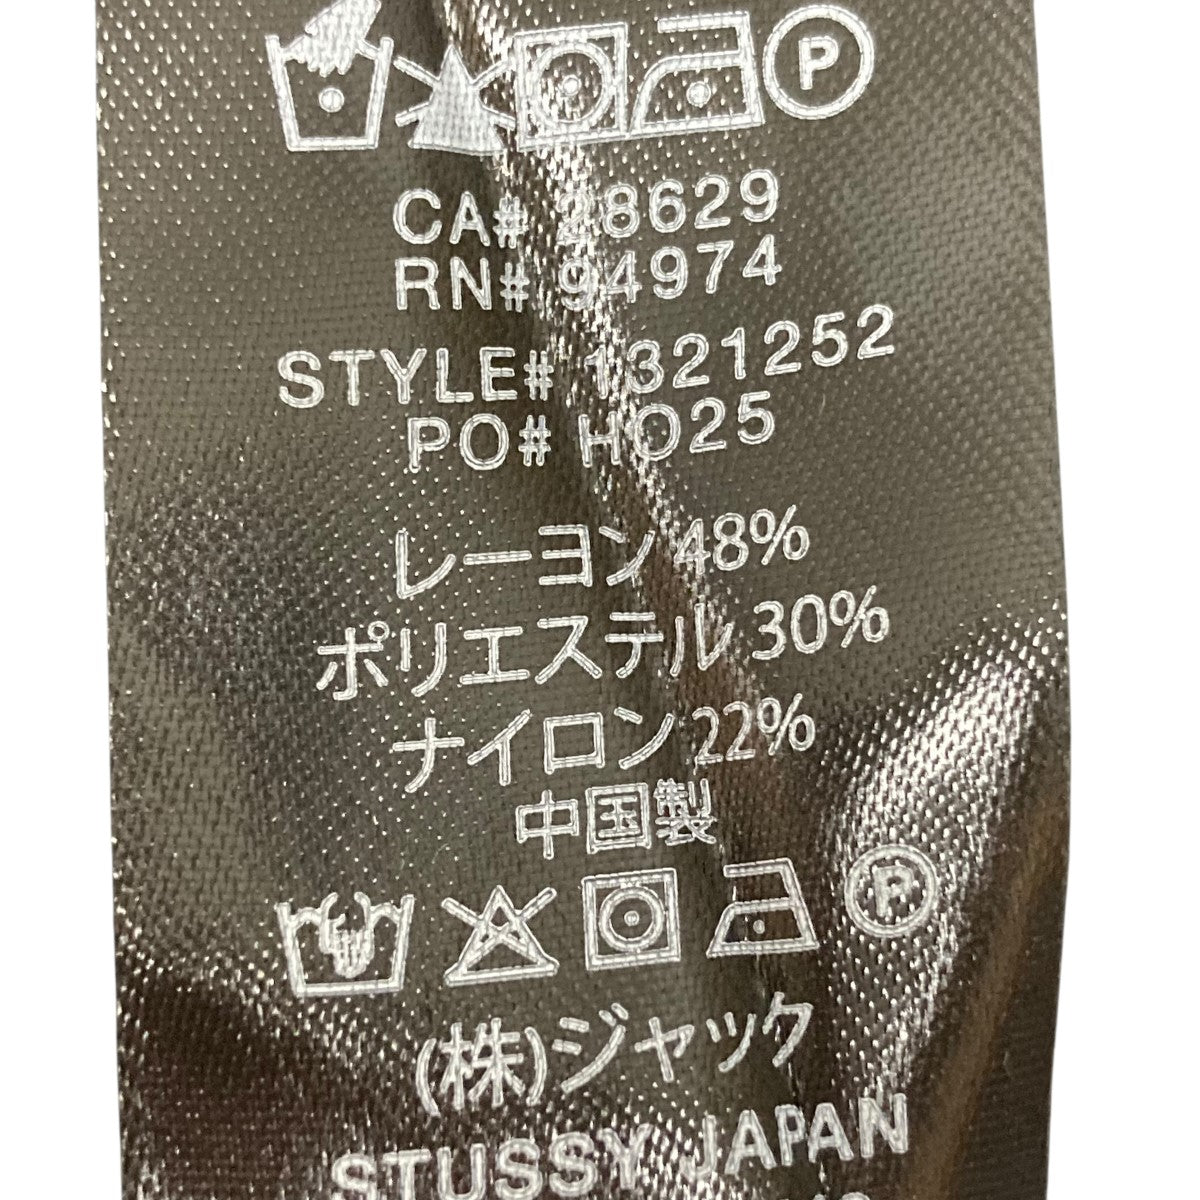 P
CA# 28629
RN# 94974
STYLE# 1321252
PO# HO25
レーヨン 48%
ポリエステル 30%
ナイロン 22%
中国製
P
(株)ジャック
STUSSY JAPAN